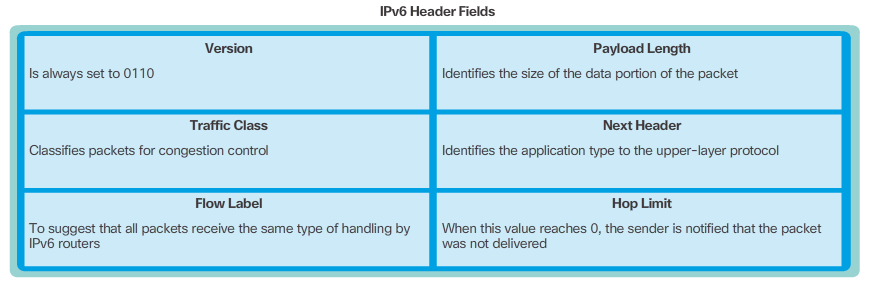 IPv6 Header Fields
Version
Is always set to 0110
Payload Length
Identifies the size of the data portion of the packet
Traffic Class
Classifies packets for congestion control
Next Header
Identifies the application type to the upper-layer protocol
Flow Label
To suggest that all packets receive the same type of handling by
IPv6 routers
Hop Limit
When this value reaches 0, the sender is notified that the packet
was not delivered